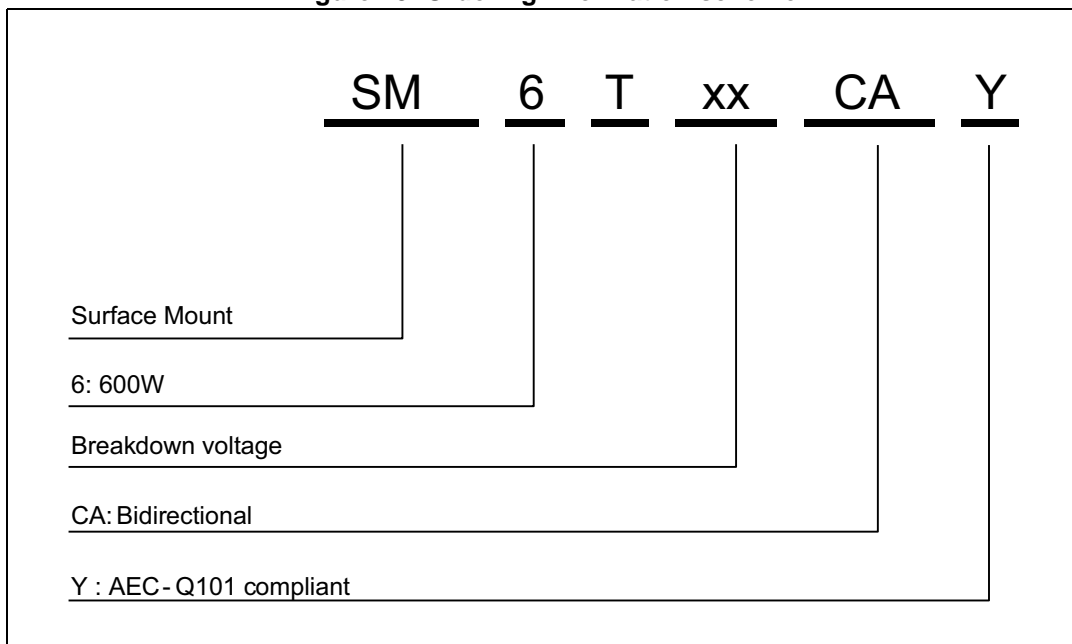 SM 6 T xx CA Y
Surface Mount
6: 600W
Breakdown voltage
CA: Bidirectional
Y : AEC-Q101 compliant